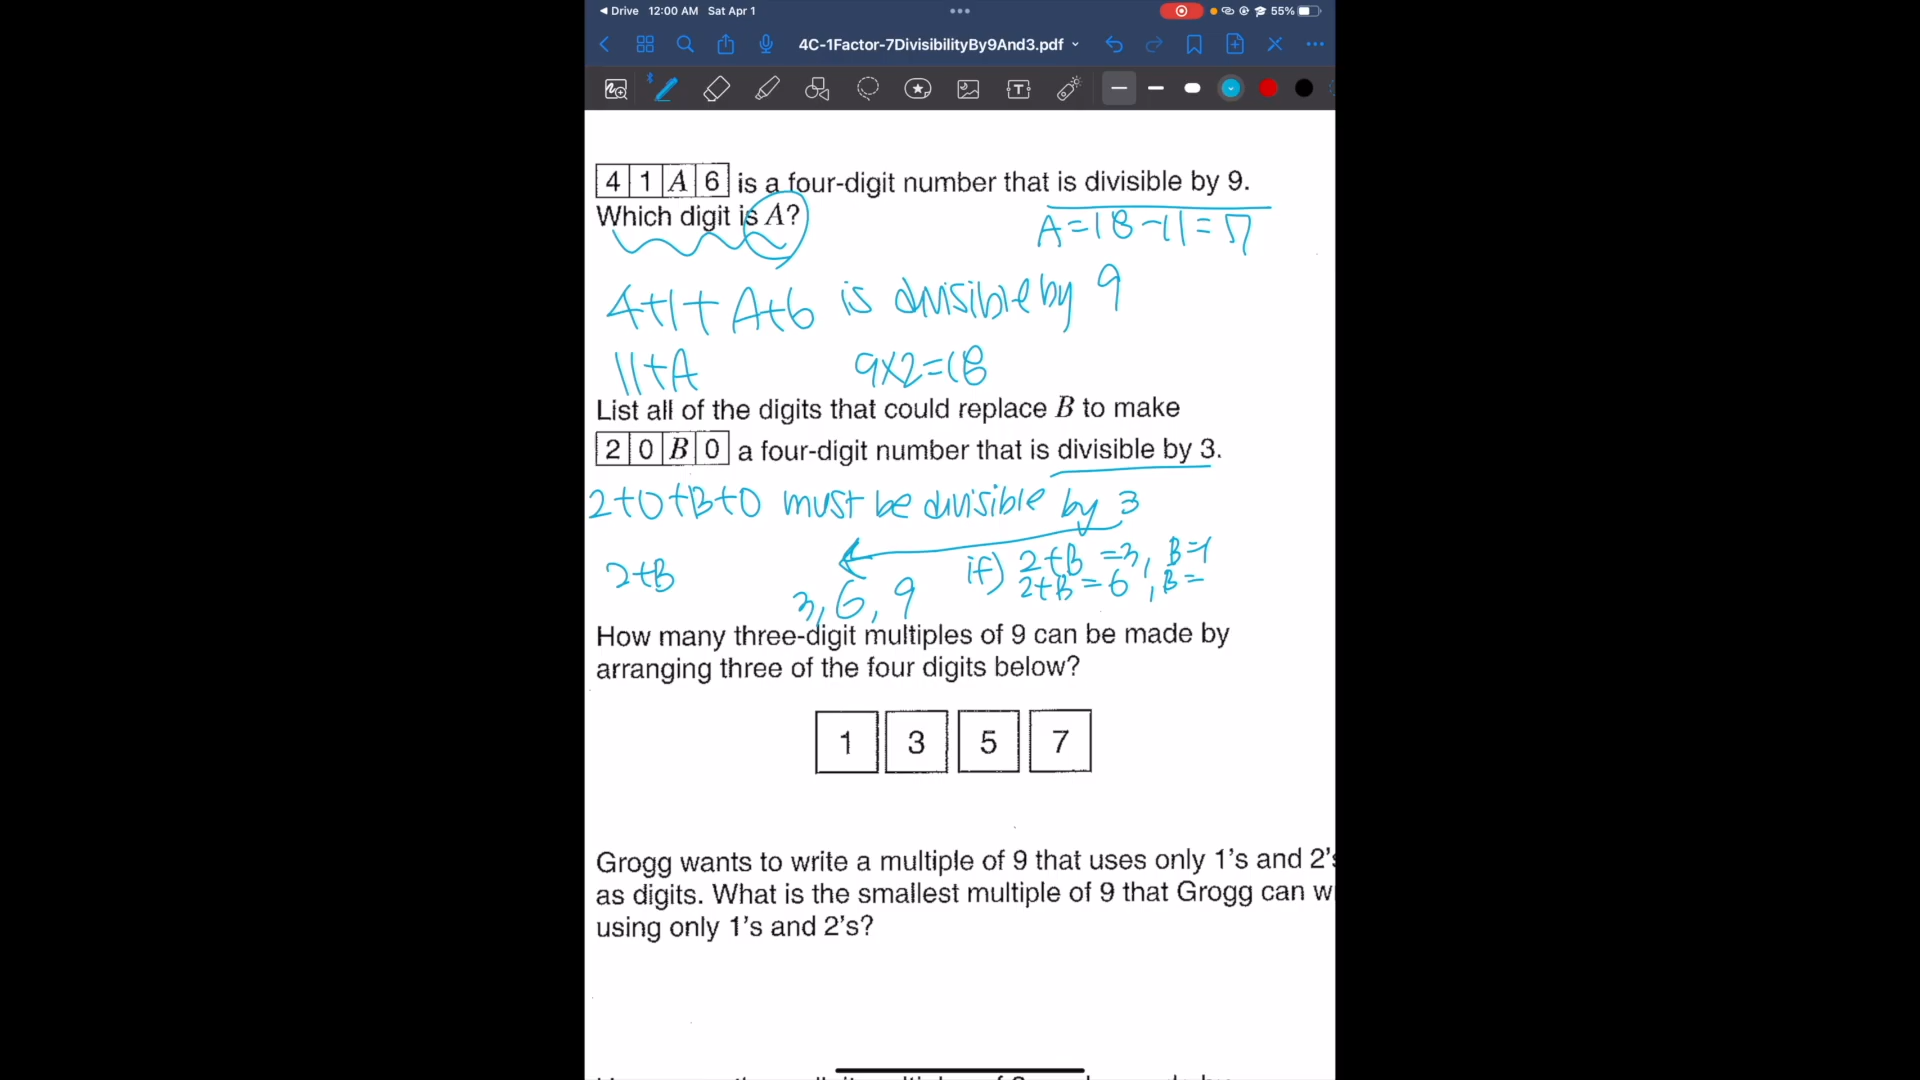 Drive 12:00 AM Sat Apr 1
55%
4C-1Factor-7DivisibilityBy9And3.pdf
4 1 A 6 is a four-digit number that is divisible by 9.
Which digit is A?
A=18-11=7
4+1+A+6 is divisible by 9
11+A 9x2=18
List all of the digits that could replace B to make
2 0 B 0 a four-digit number that is divisible by 3.
2+0+B+0 must be divisible by 3
2+B
3, 6, 9
if) 2+B=3, B=1
2+B=6, B=
How many three-digit multiples of 9 can be made by
arranging three of the four digits below?
1 3 5 7
Grogg wants to write a multiple of 9 that uses only 1's and 2's
as digits. What is the smallest multiple of 9 that Grogg can w
using only 1's and 2's?